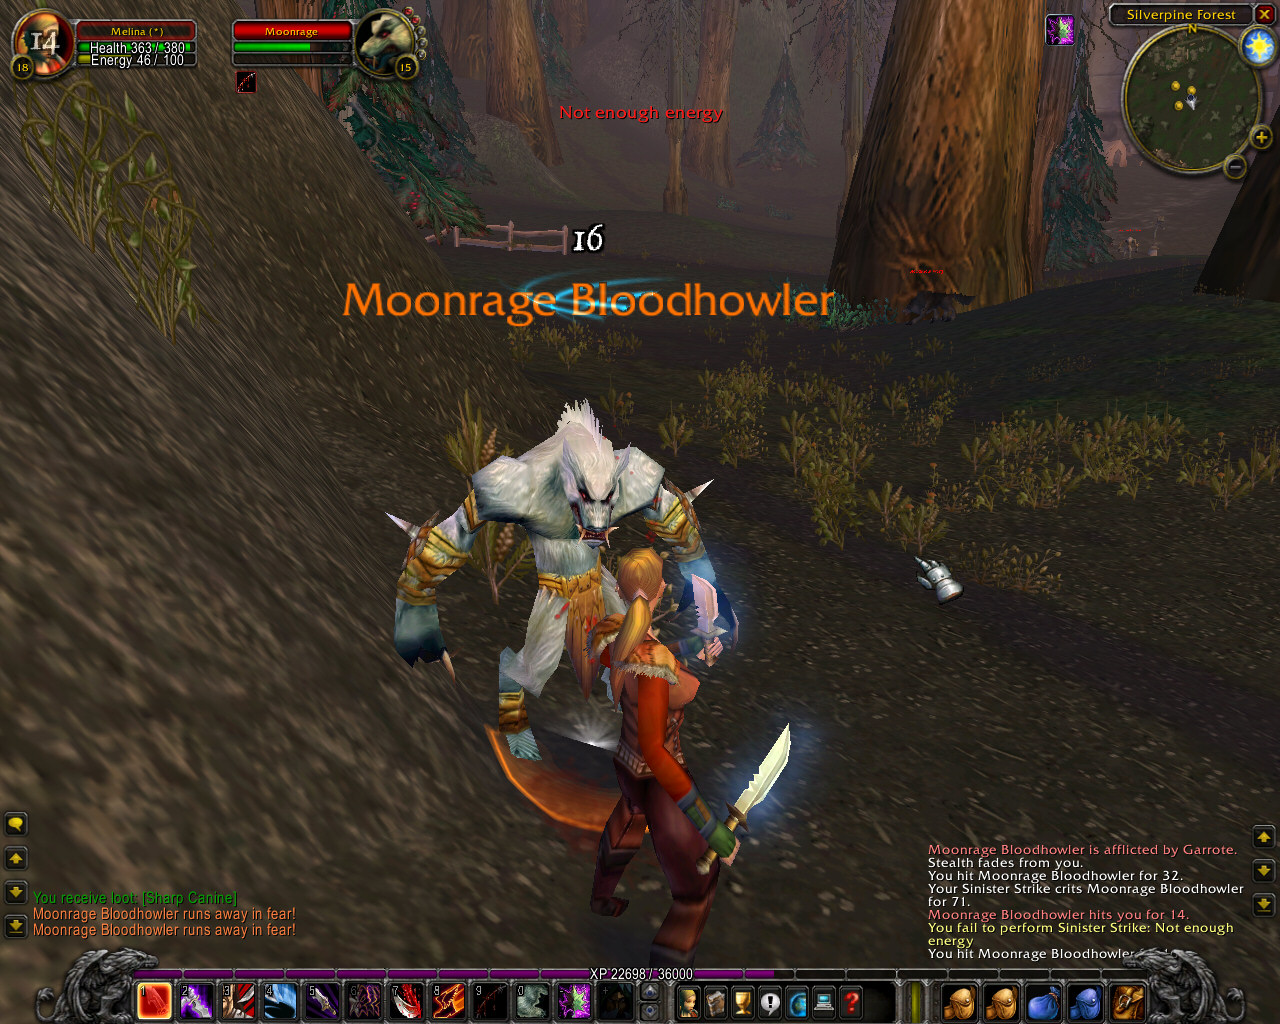 14
Melina (*)
Health 363 / 380
Energy 46 / 100
18
Moonrage
15
Silverpine Forest
N
Not enough energy
16
Moonrage Bloodhowler
You receive loot: [Sharp Canine]
Moonrage Bloodhowler runs away in fear!
Moonrage Bloodhowler runs away in fear!
Moonrage Bloodhowler is afflicted by Garrote.
Stealth fades from you.
You hit Moonrage Bloodhowler for 32.
Your Sinister Strike crits Moonrage Bloodhowler
for 71.
Moonrage Bloodhowler hits you for 14.
You fail to perform Sinister Strike: Not enough
energy
You hit Moonrage Bloodhowler
XP 22698 / 36000
1 2 3 4 5 6 7 8 9 0